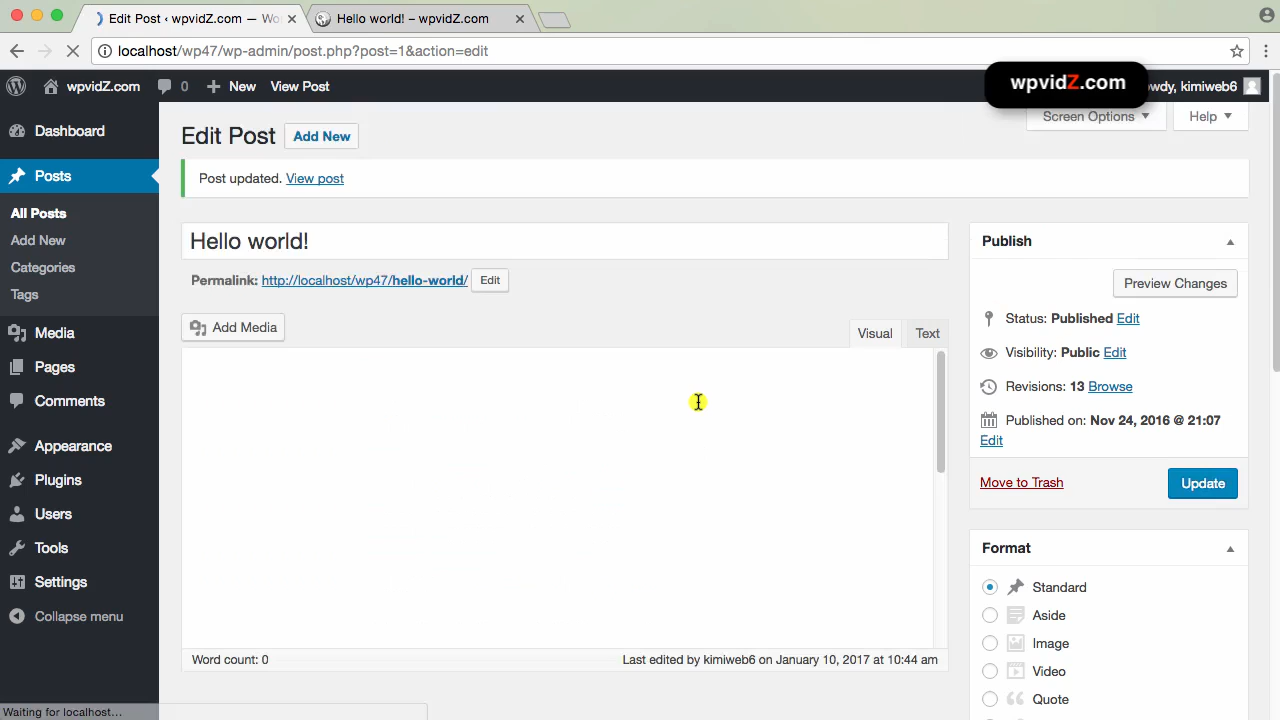 Edit Post ‹ wpvidZ.com — Wo
Hello world! – wpvidZ.com
localhost/wp47/wp-admin/post.php?post=1&action=edit
wpvidZ.com
0
New
View Post
wpvidZ.com
owdy, kimiweb6
Screen Options
Help
Dashboard
Posts
All Posts
Add New
Categories
Tags
Media
Pages
Comments
Appearance
Plugins
Users
Tools
Settings
Collapse menu
Edit Post
Add New
Post updated. View post
Hello world!
Permalink: http://localhost/wp47/hello-world/ Edit
Add Media
Visual
Text
Word count: 0
Last edited by kimiweb6 on January 10, 2017 at 10:44 am
Publish
Preview Changes
Status: Published Edit
Visibility: Public Edit
Revisions: 13 Browse
Published on: Nov 24, 2016 @ 21:07
Edit
Move to Trash
Update
Format
Standard
Aside
Image
Video
Quote
Waiting for localhost...